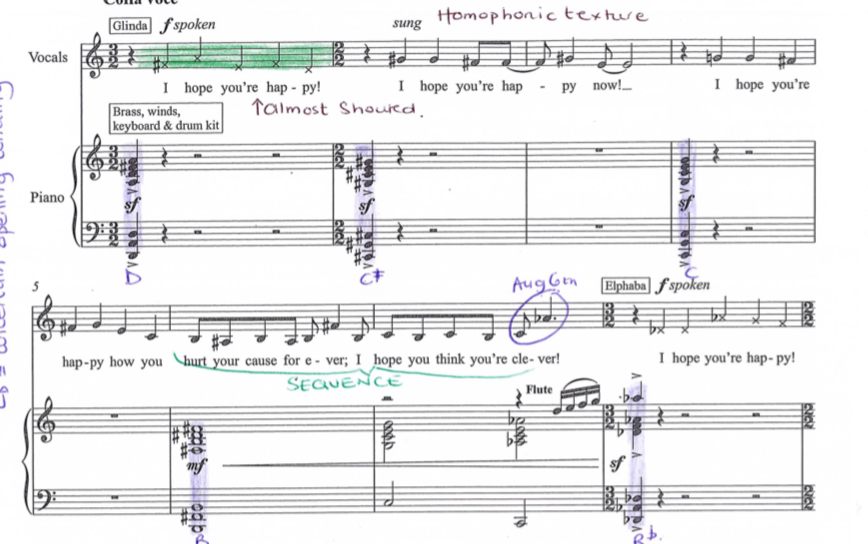 Colla voce
Glinda f spoken
sung Homophonic texture
Vocals
I hope you're hap - py! I hope you're hap - py now! I hope you're
Brass, winds,
keyboard & drum kit
↑almost Shouted.
Piano
sf sf sf
D C# C
5
Aug 6th
Elphaba f spoken
hap-py how you hurt your cause for e - ver; I hope you think you're cle - ver! I hope you're hap-py!
SEQUENCE
Flute
mf sf
B Bb.